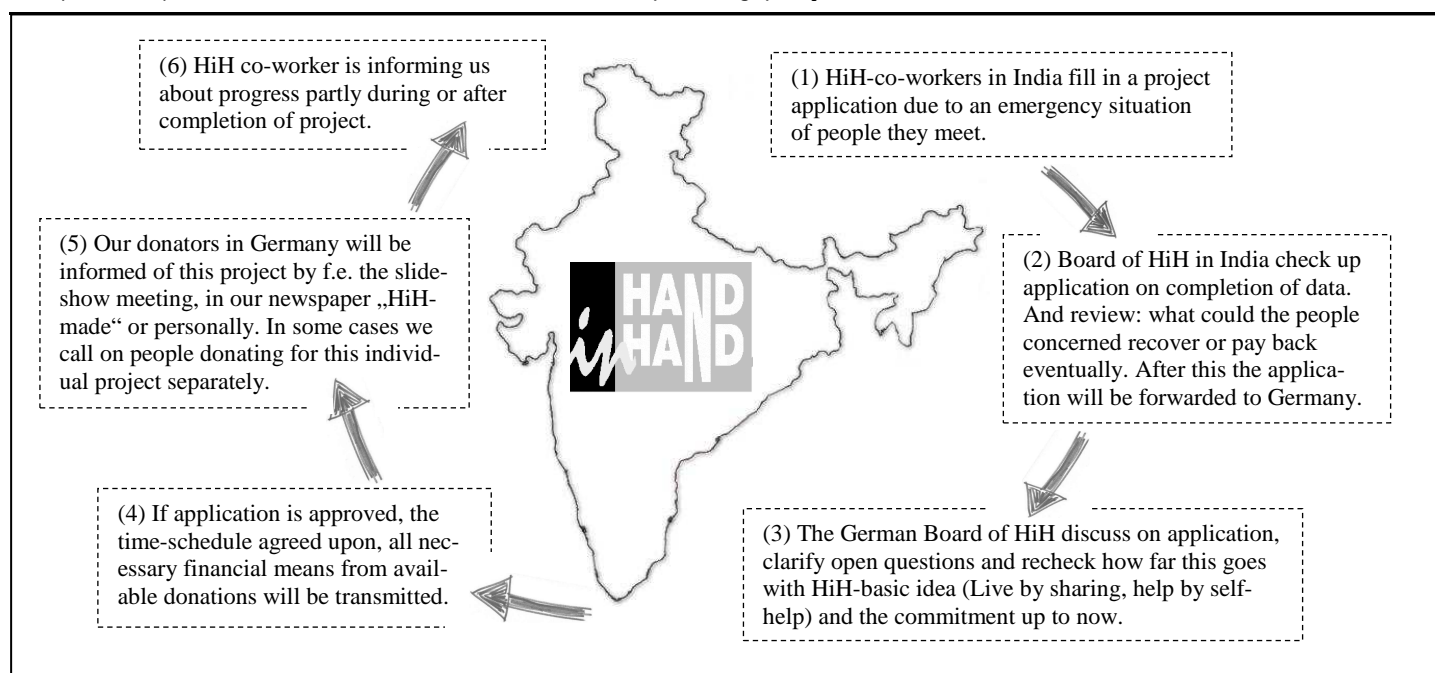 (1) HiH-co-workers in India fill in a project
application due to an emergency situation
of people they meet.
(2) Board of HiH in India check up
application on completion of data.
And review: what could the people
concerned recover or pay back
eventually. After this the applica-
tion will be forwarded to Germany.
(3) The German Board of HiH discuss on application,
clarify open questions and recheck how far this goes
with HiH-basic idea (Live by sharing, help by self-
help) and the commitment up to now.
(4) If application is approved, the
time-schedule agreed upon, all nec-
essary financial means from avail-
able donations will be transmitted.
(5) Our donators in Germany will be
informed of this project by f.e. the slide-
show meeting, in our newspaper „HiH-
made“ or personally. In some cases we
call on people donating for this individ-
ual project separately.
(6) HiH co-worker is informing us
about progress partly during or after
completion of project.
HAND
in HAND